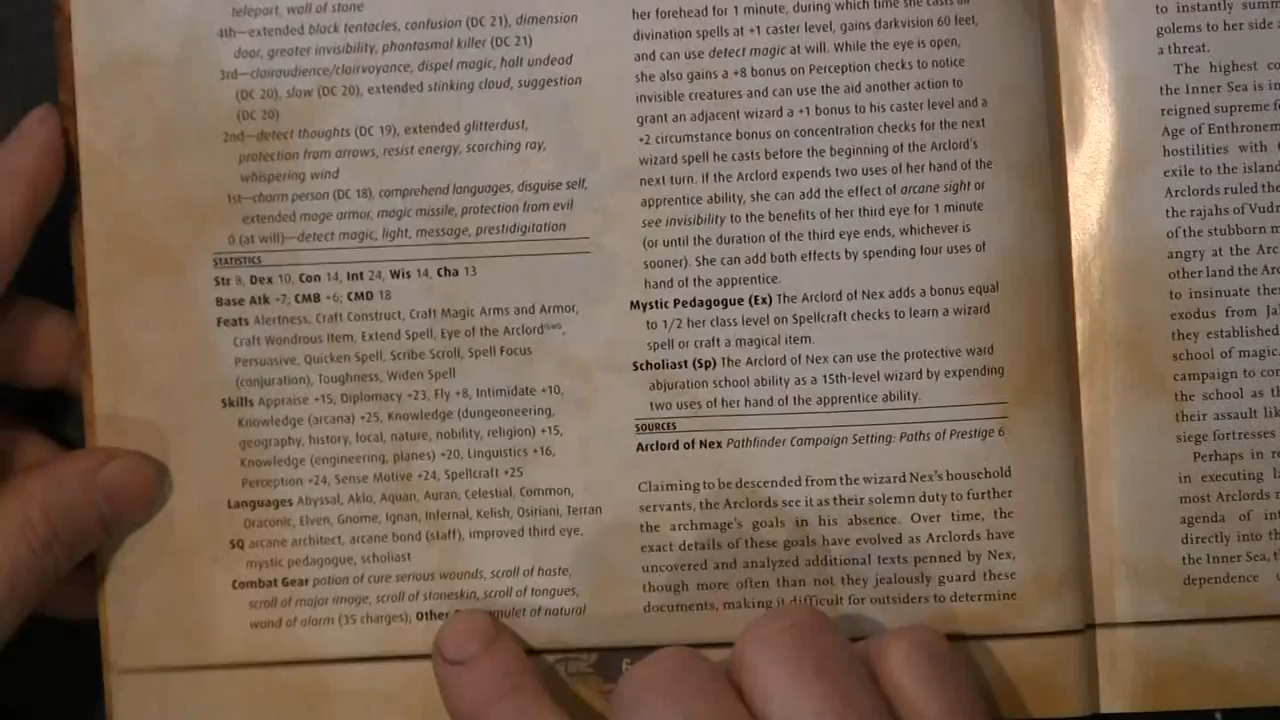 teleport, wall of stone
4th—extended black tentacles, confusion (DC 21), dimension
door, greater invisibility, phantasmal killer (DC 21)
3rd—clairaudience/clairvoyance, dispel magic, halt undead
(DC 20), slow (DC 20), extended stinking cloud, suggestion
(DC 20)
2nd—detect thoughts (DC 19), extended glitterdust,
protection from arrows, resist energy, scorching ray,
whispering wind
1st—charm person (DC 18), comprehend languages, disguise self,
extended mage armor, magic missile, protection from evil
0 (at will)—detect magic, light, message, prestidigitation
STATISTICS
Str 8, Dex 10, Con 14, Int 24, Wis 14, Cha 13
Base Atk +7; CMB +6; CMD 18
Feats Alertness, Craft Construct, Craft Magic Arms and Armor,
Craft Wondrous Item, Extend Spell, Eye of the Arclord,
Persuasive, Quicken Spell, Scribe Scroll, Spell Focus
(conjuration), Toughness, Widen Spell
Skills Appraise +15, Diplomacy +23, Fly +8, Intimidate +10,
Knowledge (arcana) +25, Knowledge (dungeoneering,
geography, history, local, nature, nobility, religion) +15,
Knowledge (engineering, planes) +20, Linguistics +16,
Perception +24, Sense Motive +24, Spellcraft +25
Languages Abyssal, Aklo, Aquan, Auran, Celestial, Common,
Draconic, Elven, Gnome, Ignan, Infernal, Kelish, Osiriani, Terran
SQ arcane architect, arcane bond (staff), improved third eye,
mystic pedagogue, scholiast
Combat Gear potion of cure serious wounds, scroll of haste,
scroll of major image, scroll of stoneskin, scroll of tongues,
wand of alarm (35 charges); Other amulet of natural
her forehead for 1 minute, during which time she casts all
divination spells at +1 caster level, gains darkvision 60 feet,
and can use detect magic at will. While the eye is open,
she also gains a +8 bonus on Perception checks to notice
invisible creatures and can use the aid another action to
grant an adjacent wizard a +1 bonus to his caster level and a
+2 circumstance bonus on concentration checks for the next
wizard spell he casts before the beginning of the Arclord's
next turn. If the Arclord expends two uses of her hand of the
apprentice ability, she can add the effect of arcane sight or
see invisibility to the benefits of her third eye for 1 minute
(or until the duration of the third eye ends, whichever is
sooner). She can add both effects by spending four uses of
hand of the apprentice.
Mystic Pedagogue (Ex) The Arclord of Nex adds a bonus equal
to 1/2 her class level on Spellcraft checks to learn a wizard
spell or craft a magical item.
Scholiast (Sp) The Arclord of Nex can use the protective ward
abjuration school ability as a 15th-level wizard by expending
two uses of her hand of the apprentice ability.
SOURCES
Arclord of Nex Pathfinder Campaign Setting: Paths of Prestige 6
Claiming to be descended from the wizard Nex's household
servants, the Arclords see it as their solemn duty to further
the archmage's goals in his absence. Over time, the
exact details of these goals have evolved as Arclords have
uncovered and analyzed additional texts penned by Nex,
though more often than not they jealously guard these
documents, making it difficult for outsiders to determine
to instantly
golems to her side
a threat.
The highest
the Inner Sea is
reigned supreme
Age of
hostilities with
exile to the island
Arclords ruled the
the rajahs of
of the stubborn
angry at the
other land the
to insinuate
exodus from
they established
school of magic.
campaign to
the school as
their assault
siege fortresses
Perhaps in
in executing
most Arclords
agenda of
directly into
the Inner Sea,
dependence